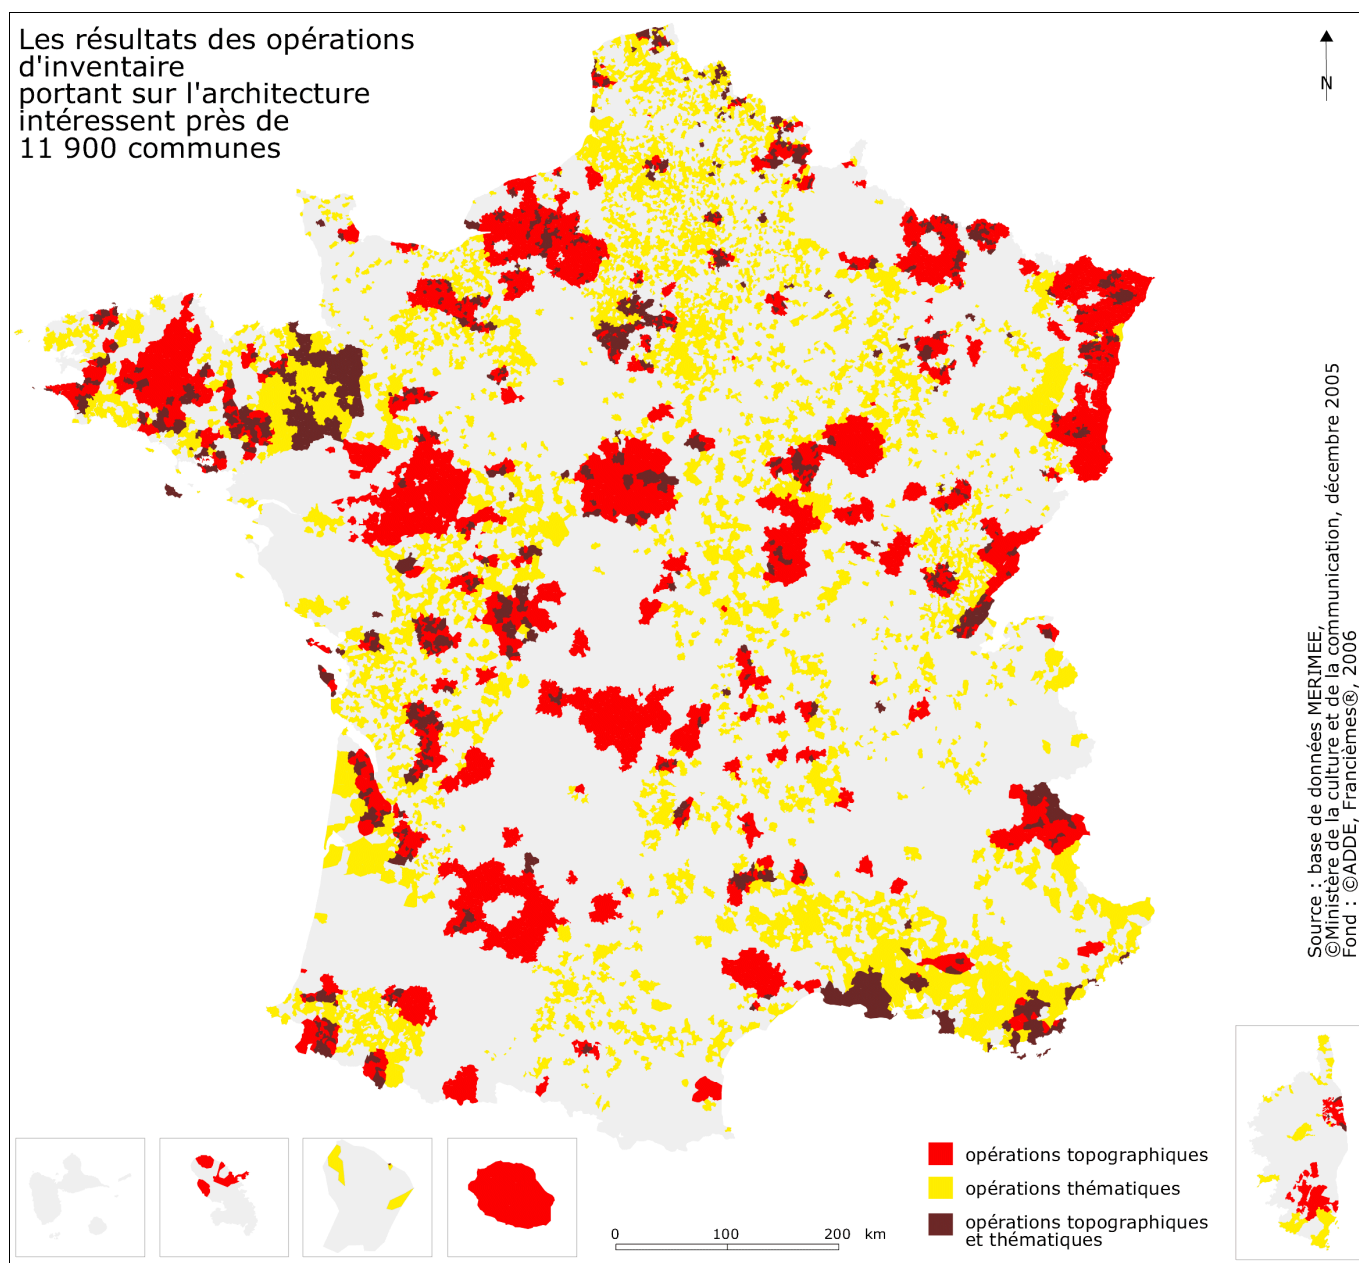 Les résultats des opérations
d'inventaire
portant sur l'architecture
intéressent près de
11 900 communes
N
Source : base de données MERIMEE,
©Ministère de la culture et de la communication, décembre 2005
Fond : ©ADDE, Francièmes®, 2006
opérations topographiques
opérations thématiques
opérations topographiques
et thématiques
0 100 200 km